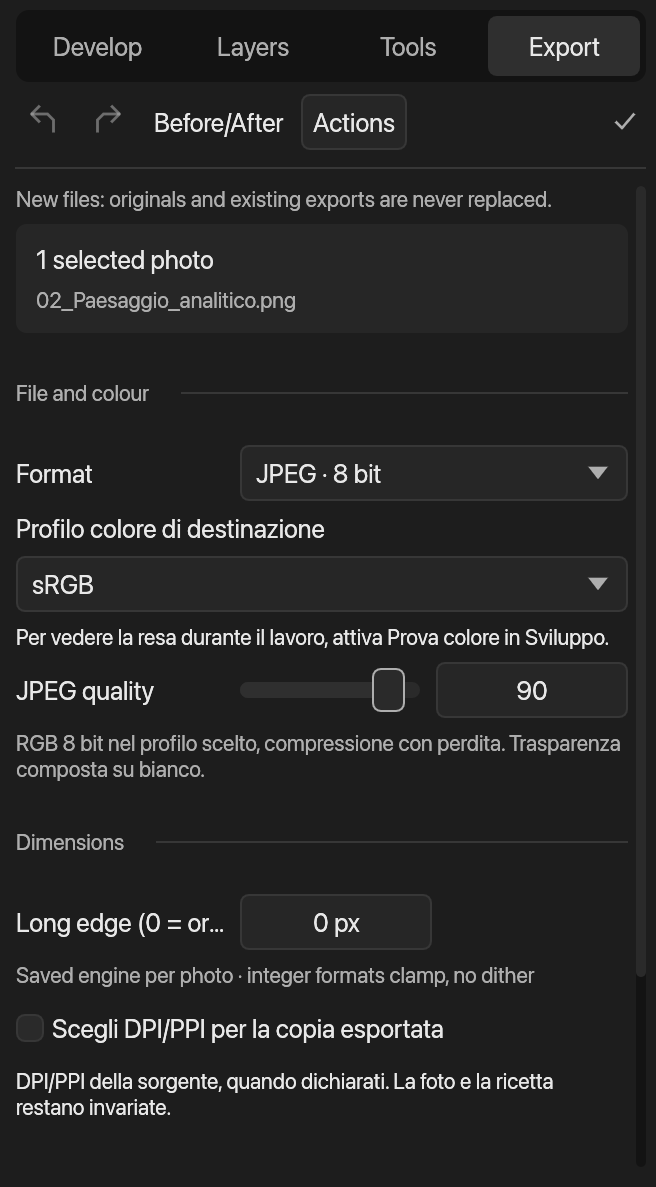 Develop
Layers
Tools
Export
Before/After
Actions
New files: originals and existing exports are never replaced.
1 selected photo
02_Paesaggio_analitico.png
File and colour
Format
JPEG · 8 bit
Profilo colore di destinazione
sRGB
Per vedere la resa durante il lavoro, attiva Prova colore in Sviluppo.
JPEG quality
90
RGB 8 bit nel profilo scelto, compressione con perdita. Trasparenza
composta su bianco.
Dimensions
Long edge (0 = or...
0 px
Saved engine per photo · integer formats clamp, no dither
Scegli DPI/PPI per la copia esportata
DPI/PPI della sorgente, quando dichiarati. La foto e la ricetta
restano invariate.